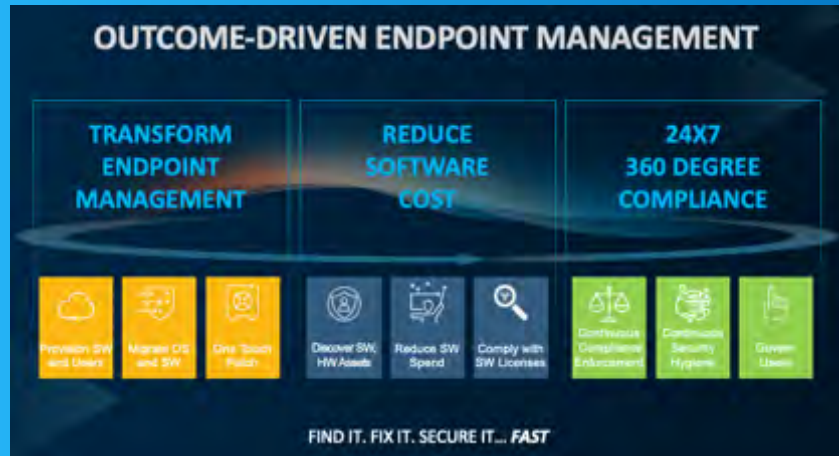 OUTCOME-DRIVEN ENDPOINT MANAGEMENT
TRANSFORM
ENDPOINT
MANAGEMENT
REDUCE
SOFTWARE
COST
24X7
360 DEGREE
COMPLIANCE
Provision SW
and Users
Migrate OS
and SW
One Touch
Patch
Discover SW,
HW Assets
Reduce SW
Spend
Comply with
SW Licenses
Continuous
Compliance
Enforcement
Continuous
Security
Hygiene
Govern
Users
FIND IT. FIX IT. SECURE IT... FAST